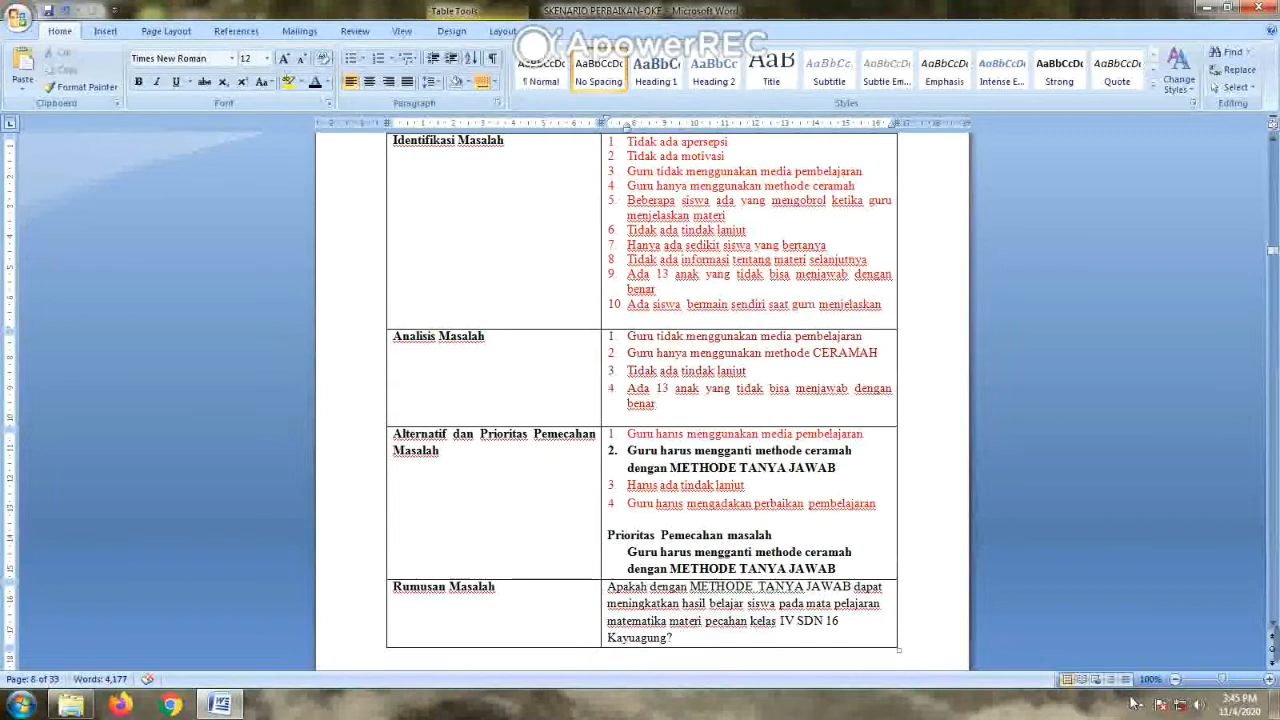 Table Tools
SKENARIO PERBAIKAN-OKE - Microsoft Word
Home Insert Page Layout References Mailings Review View Design Layout
ApowerREC
Paste
Cut
Copy
Format Painter
Clipboard
Times New Roman 12
Font
Paragraph
¶ Normal No Spacing Heading 1 Heading 2 Title Subtitle Subtle Em... Emphasis Intense E... Strong Quote
Change Styles
Styles
Find
Replace
Select
Editing
Identifikasi Masalah
1 Tidak ada apersepsi
2 Tidak ada motivasi
3 Guru tidak menggunakan media pembelajaran
4 Guru hanya menggunakan methode ceramah
5. Beberapa siswa ada yang mengobrol ketika guru
menjelaskan materi
6. Tidak ada tindak lanjut
7 Hanya ada sedikit siswa yang bertanya
8 Tidak ada informasi tentang materi selanjutnya
9. Ada 13 anak yang tidak bisa menjawab dengan
benar
10 Ada siswa bermain sendiri saat guru menjelaskan
Analisis Masalah
1. Guru tidak menggunakan media pembelajaran
2. Guru hanya menggunakan methode CERAMAH
3. Tidak ada tindak lanjut
4 Ada 13 anak yang tidak bisa menjawab dengan
benar
Alternatif dan Prioritas Pemecahan
Masalah
1 Guru harus menggunakan media pembelajaran
2. Guru harus mengganti methode ceramah
dengan METHODE TANYA JAWAB
3 Harus ada tindak lanjut
4 Guru harus mengadakan perbaikan pembelajaran
Prioritas Pemecahan masalah
Guru harus mengganti methode ceramah
dengan METHODE TANYA JAWAB
Rumusan Masalah
Apakah dengan METHODE TANYA JAWAB dapat
meningkatkan hasil belajar siswa pada mata pelajaran
matematika materi pecahan kelas IV SDN 16
Kayuagung?
Page: 8 of 33 Words: 4,177
100%
3:45 PM
11/4/2020